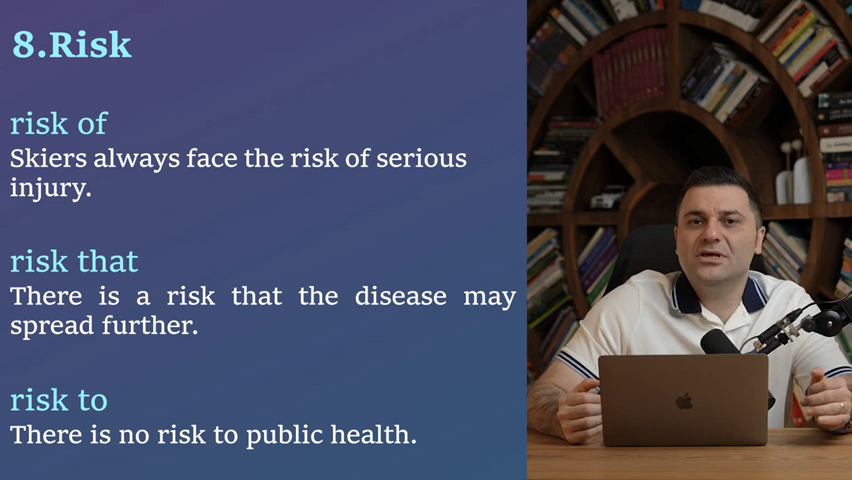 8.Risk
risk of
Skiers always face the risk of serious
injury.
risk that
There is a risk that the disease may
spread further.
risk to
There is no risk to public health.